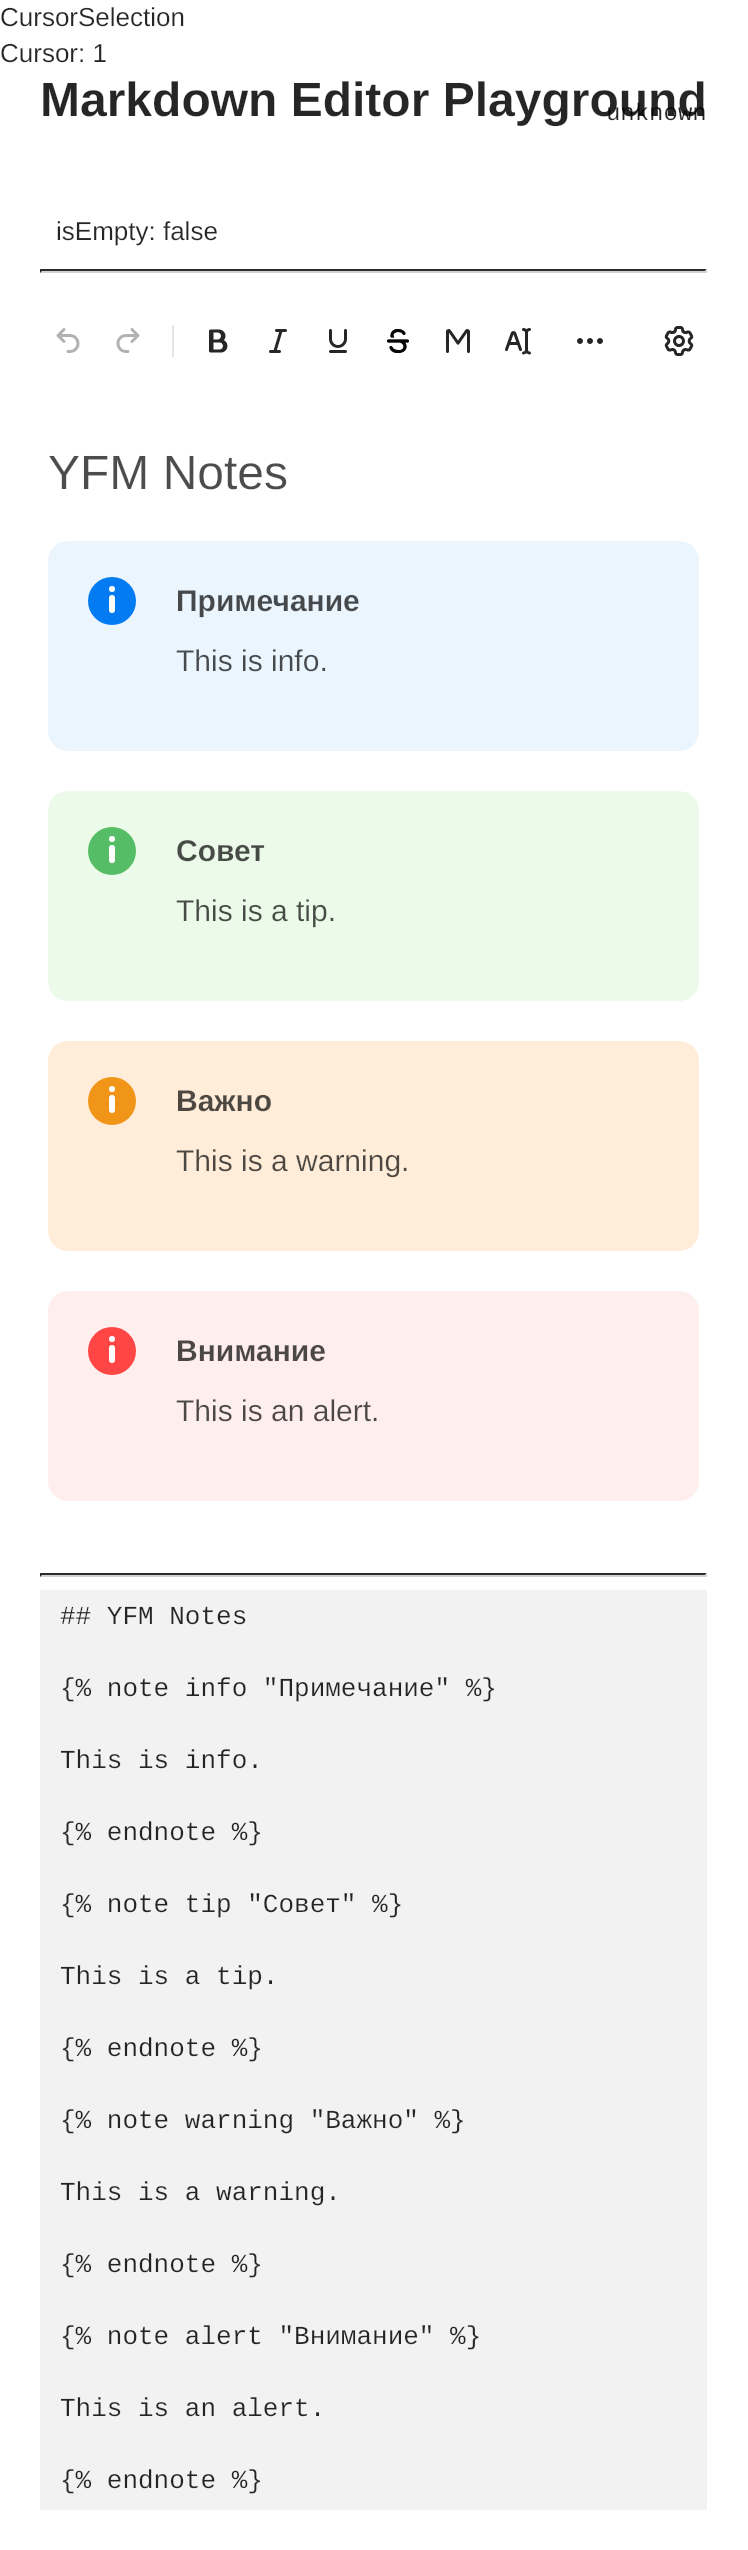 CursorSelection
Cursor: 1
Markdown Editor Playground
unknown
isEmpty: false
YFM Notes
Примечание
This is info.
Совет
This is a tip.
Важно
This is a warning.
Внимание
This is an alert.
## YFM Notes
{% note info "Примечание" %}
This is info.
{% endnote %}
{% note tip "Совет" %}
This is a tip.
{% endnote %}
{% note warning "Важно" %}
This is a warning.
{% endnote %}
{% note alert "Внимание" %}
This is an alert.
{% endnote %}